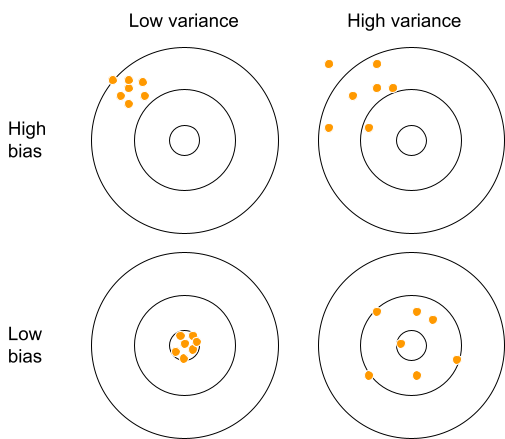 Low variance
High variance
High
bias
Low
bias